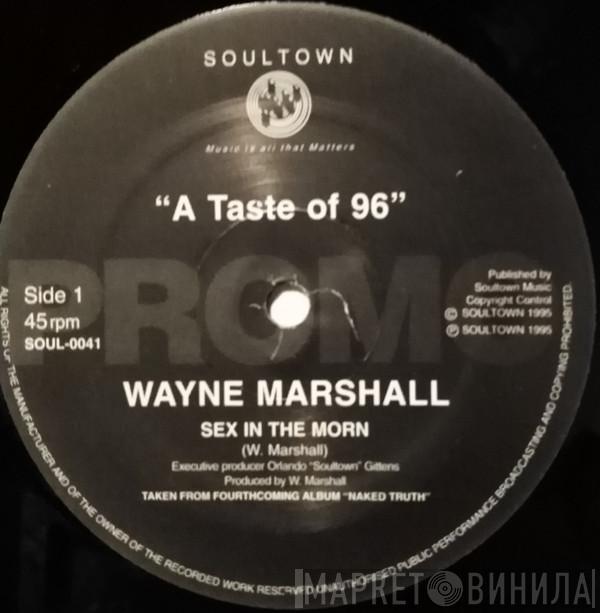 SOULTOWN
Music is all that Matters
"A Taste of 96"
PROMO
Side 1
45 rpm
SOUL-0041
Published by
Soultown Music
Copyright Control
© SOULTOWN 1995
℗ SOULTOWN 1995
WAYNE MARSHALL
SEX IN THE MORN
(W. Marshall)
Executive producer Orlando "Soultown" Gittens
Produced by W. Marshall
TAKEN FROM FOURTHCOMING ALBUM "NAKED TRUTH"
ALL RIGHTS OF THE MANUFACTURER AND OF THE OWNER OF THE RECORDED WORK RESERVED. UNAUTHORISED PUBLIC PERFORMANCE BROADCASTING AND COPYING PROHIBITED.
МАРКЕТ ВИНИЛА